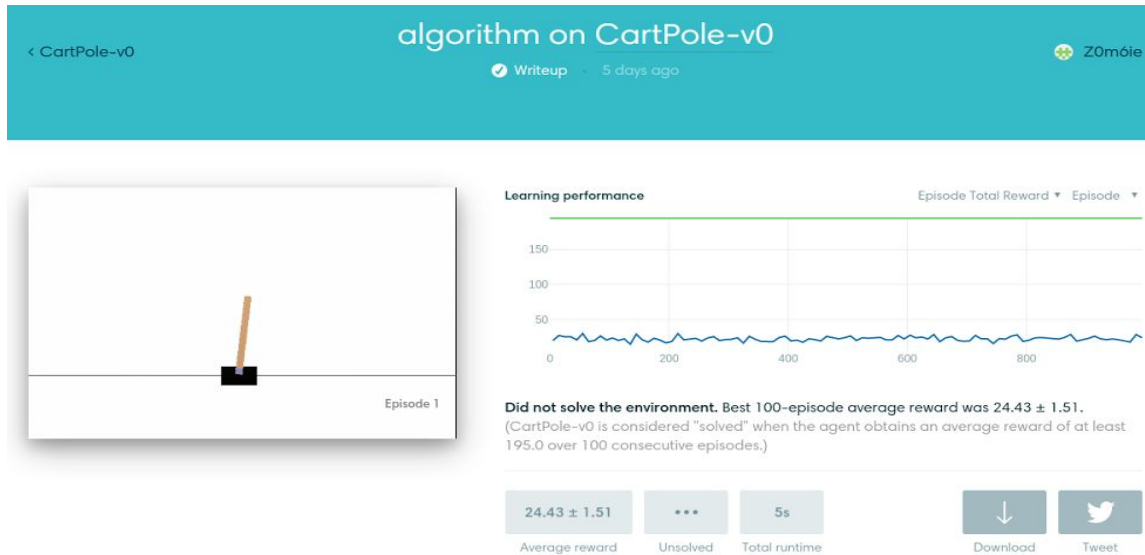 algorithm on CartPole-v0
< CartPole-v0
Writeup · 5 days ago
Z0m6ie
Episode 1
Learning performance
Episode Total Reward ▾ Episode ▾
150
100
50
0 200 400 600 800
Did not solve the environment. Best 100-episode average reward was 24.43 ± 1.51.
(CartPole-v0 is considered "solved" when the agent obtains an average reward of at least
195.0 over 100 consecutive episodes.)
24.43 ± 1.51
Average reward
•••
Unsolved
5s
Total runtime
Download
Tweet